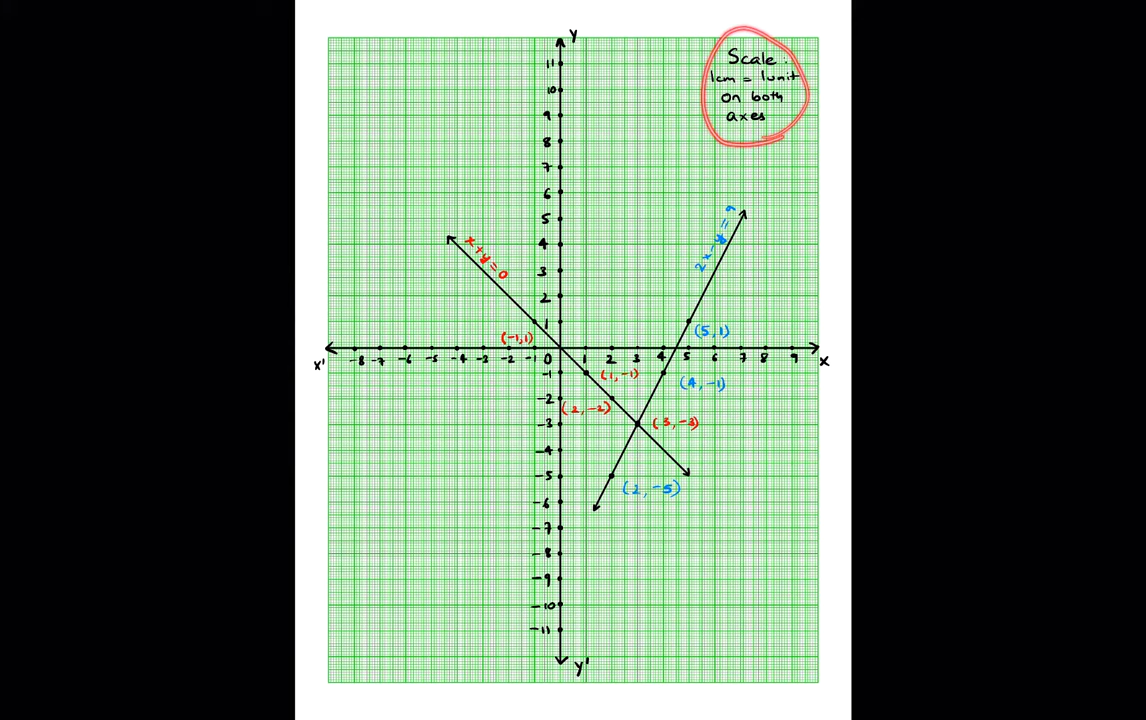 Y
Scale :
1cm = 1unit
on both
axes
11
10
9
8
7
6
5
4
3
2
1
x+y=0
2x-y=9
(-1,1)
(5,1)
X'
-8 -7 -6 -5 -4 -3 -2 -1 0 1 2 3 4 5 6 7 8 9
X
-1
(1,-1)
(4,-1)
-2
(2,-2)
-3
(3,-3)
-4
-5
(2,-5)
-6
-7
-8
-9
-10
-11
Y'